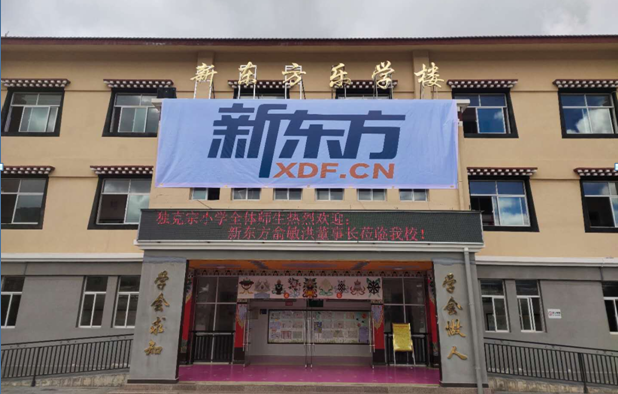 新东方乐学楼
新东方
XDF.CN
独克宗小学全体师生热烈欢迎:
新东方俞敏洪董事长莅临我校!
学会求知
学会做人